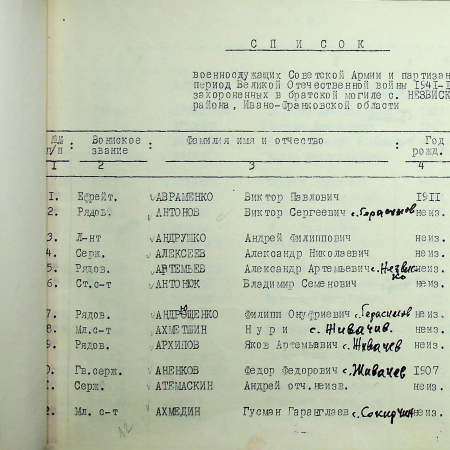 СПИСОК
военнослужащих Советской Армии и партизан
период Великой Отечественной войны 1941-1
захороненных в братской могиле с. НЕЗВИСК
района, Ивано-Франковской области
№№ п/п : Воинское звание : Фамилия имя и отчество : Год рожд.
1 2 3 4
1. Ефрейт. АВРАМЕНКО Виктор Павлович 1911
2. Рядов. АНТОНОВ Виктор Сергеевич с. Герасимов неиз.
3. Л-нт АНДРУШКО Андрей Филиппович неиз.
4. Серж. АЛЕКСЕЕВ Александр Николаевич неиз.
5. Рядов. АРТЕМЬЕВ Александр Артемьевич с. Незвиско неиз.
6. Ст.с-т АНТОНЮК Владимир Семенович неиз.
7. Рядов. АНДРЮЩЕНКО Филипп Онуфриевич с. Герасимов неиз.
8. Мл.с-т АХМЕТШИН Нури с. Живачив. неиз.
9. Рядов. АРХИПОВ Яков Артемьевич с. Живачев неиз.
0. Гв.серж. АНЕНКОВ Федор Федорович с. Живачев 1907
1. Серж. АТЕМАСКИН Андрей отч.неизв. неиз.
2. Мл. с-т АХМЕДИН Гусман Гаранглаев с. Сокирчин неиз.
12